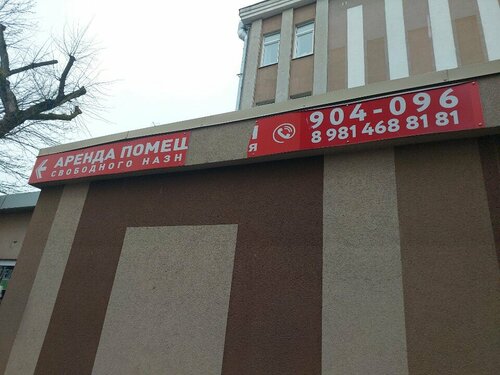 АРЕНДА ПОМЕЩ
СВОБОДНОГО НАЗН
Я
904-096
8 981 468 81 81